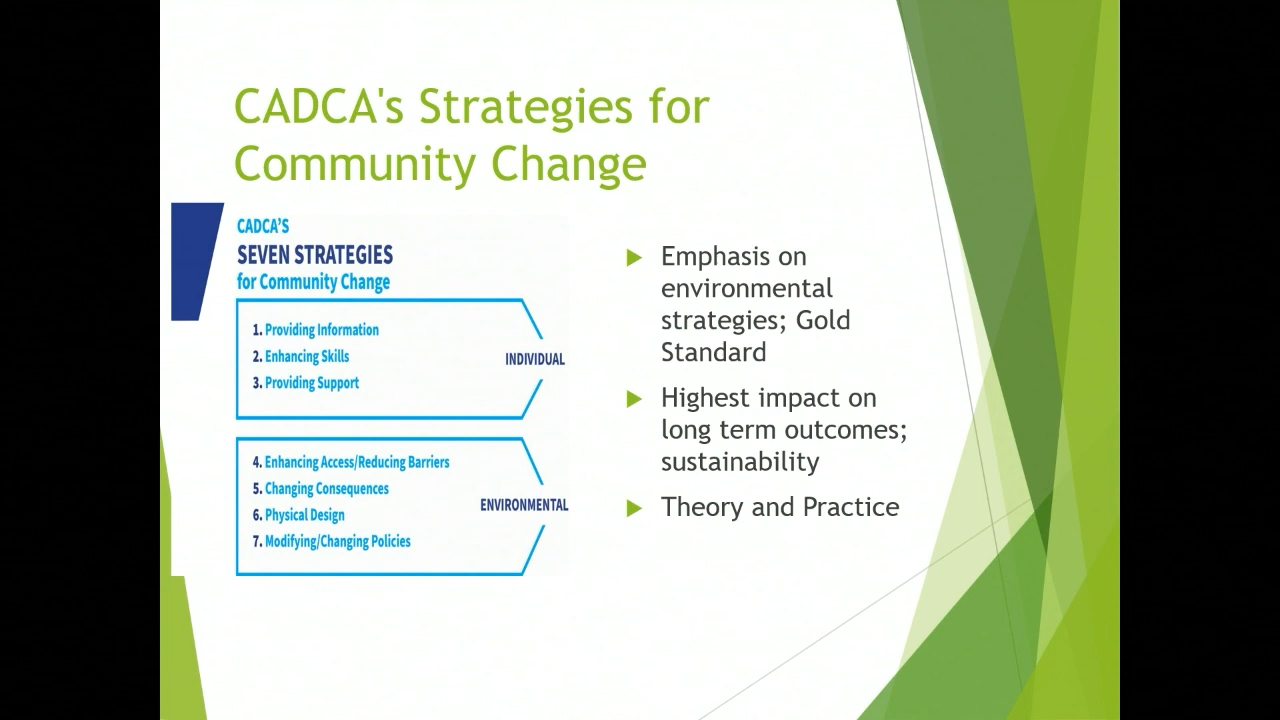 CADCA's Strategies for
Community Change
CADCA'S
SEVEN STRATEGIES
for Community Change
1. Providing Information
2. Enhancing Skills
3. Providing Support
INDIVIDUAL
4. Enhancing Access/Reducing Barriers
5. Changing Consequences
6. Physical Design
7. Modifying/Changing Policies
ENVIRONMENTAL
Emphasis on
environmental
strategies; Gold
Standard
Highest impact on
long term outcomes;
sustainability
Theory and Practice